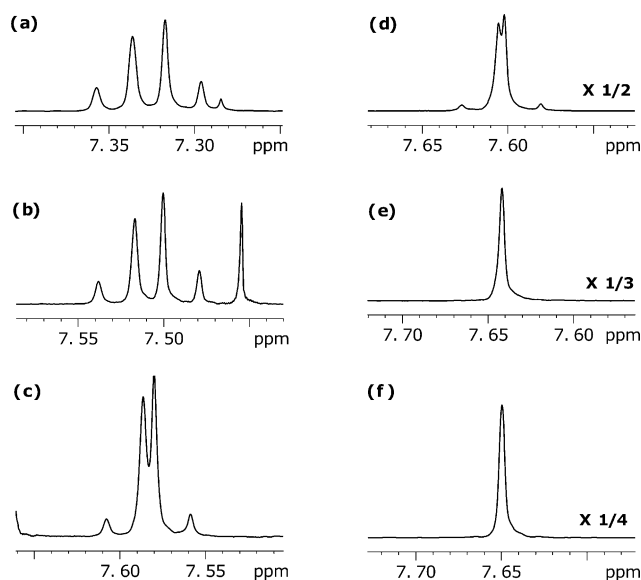 (a)
7.35 7.30 ppm
(b)
7.55 7.50 ppm
(c)
7.60 7.55 ppm
(d)
X 1/2
7.65 7.60 ppm
(e)
X 1/3
7.70 7.65 7.60 ppm
(f)
X 1/4
7.70 7.65 ppm